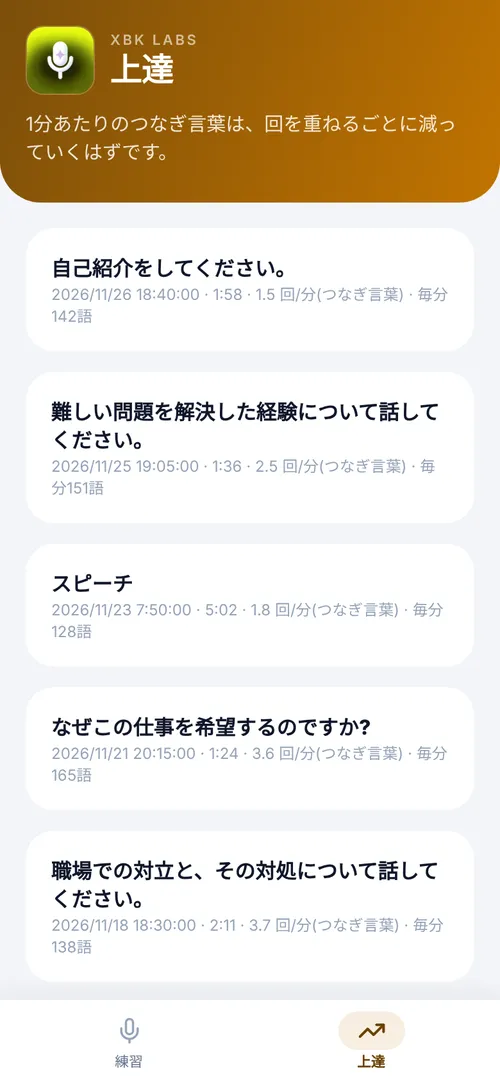 XBK LABS
上達
1分あたりのつなぎ言葉は、回を重ねるごとに減っ
ていくはずです。
自己紹介をしてください。
2026/11/26 18:40:00 · 1:58 · 1.5 回/分(つなぎ言葉) · 毎分
142語
難しい問題を解決した経験について話して
ください。
2026/11/25 19:05:00 · 1:36 · 2.5 回/分(つなぎ言葉) · 毎
分151語
スピーチ
2026/11/23 7:50:00 · 5:02 · 1.8 回/分(つなぎ言葉) · 毎分
128語
なぜこの仕事を希望するのですか?
2026/11/21 20:15:00 · 1:24 · 3.6 回/分(つなぎ言葉) · 毎分
165語
職場での対立と、その対処について話して
ください。
2026/11/18 18:30:00 · 2:11 · 3.7 回/分(つなぎ言葉) · 毎分
138語
練習
上達